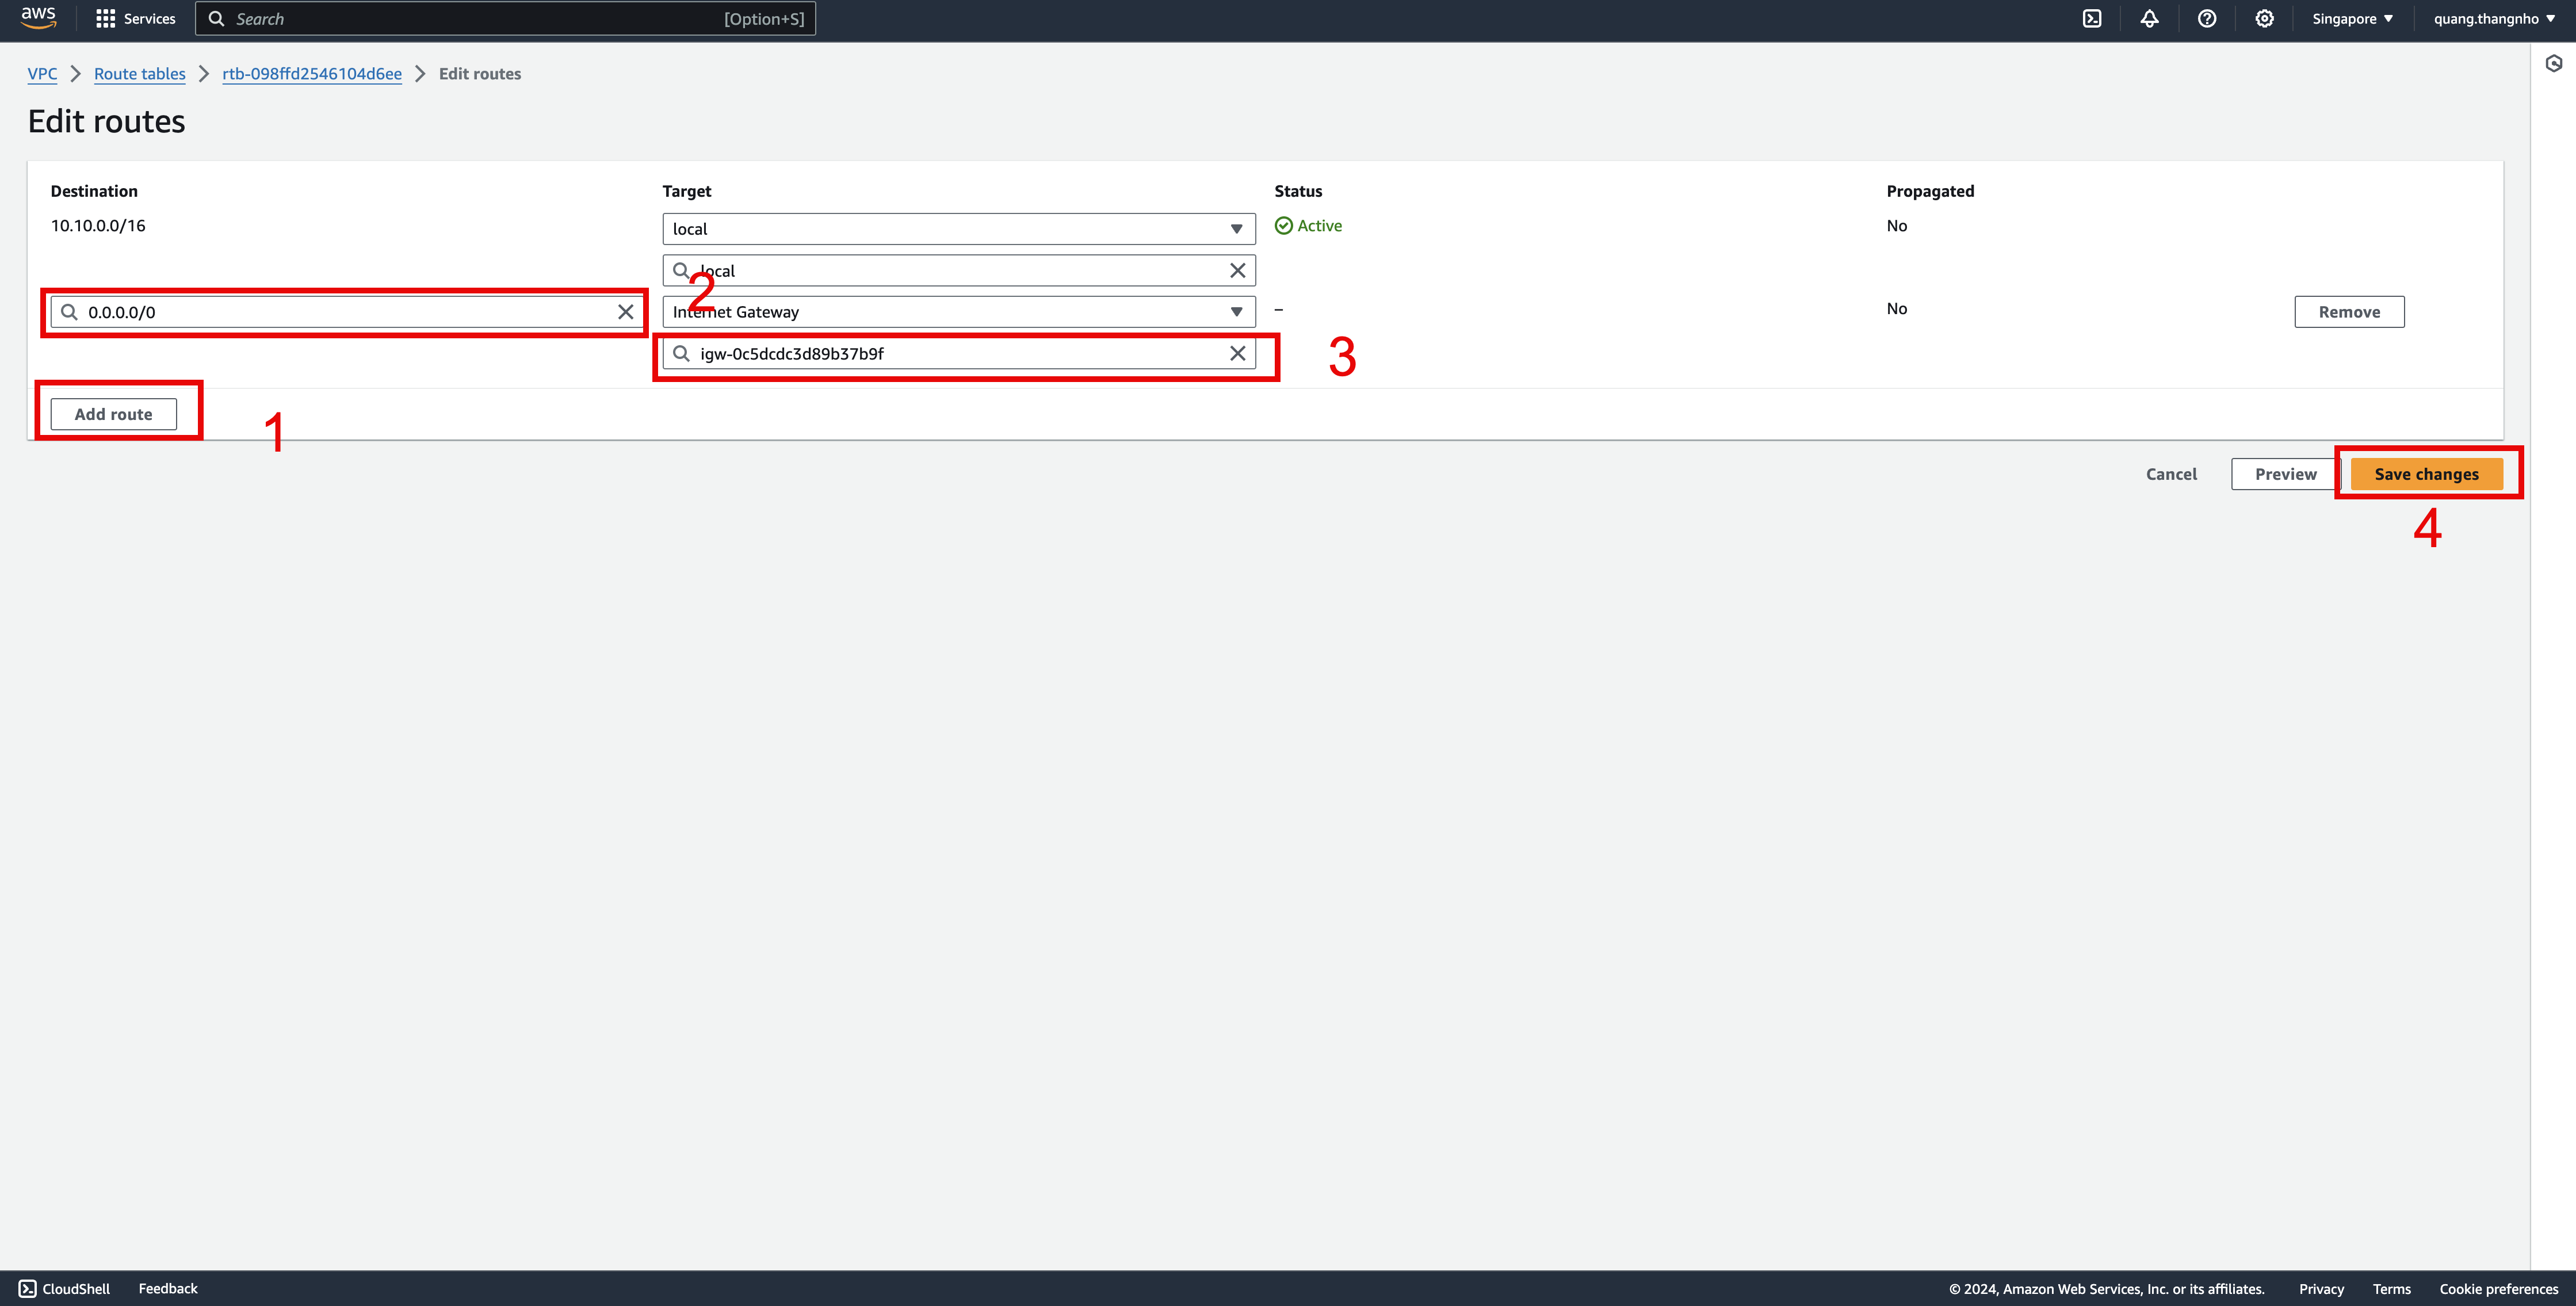 aws
Services
Search
[Option+S]
Singapore
quang.thangnho
VPC
Route tables
rtb-098ffd2546104d6ee
Edit routes
Edit routes
Destination
Target
Status
Propagated
10.10.0.0/16
local
Active
No
local
2
0.0.0.0/0
Internet Gateway
–
No
Remove
igw-0c5dcdc3d89b37b9f
3
Add route
1
Cancel
Preview
Save changes
4
CloudShell
Feedback
© 2024, Amazon Web Services, Inc. or its affiliates.
Privacy
Terms
Cookie preferences